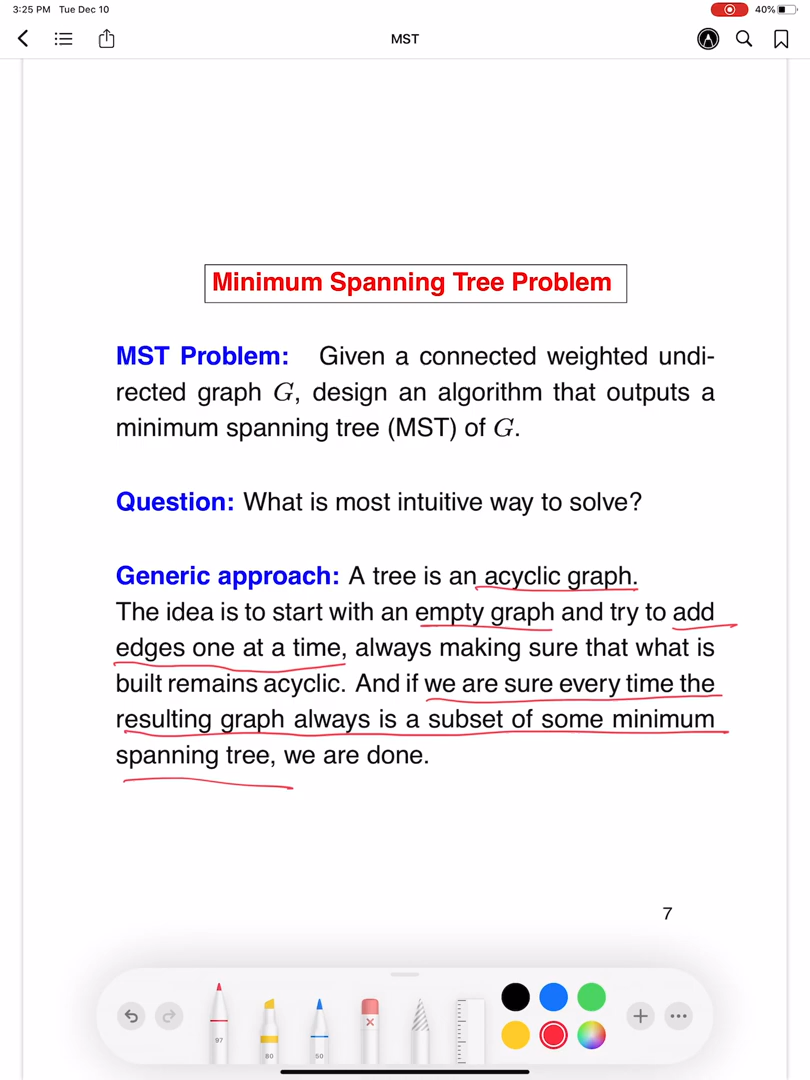 3:25 PM Tue Dec 10
40%
MST
Minimum Spanning Tree Problem
MST Problem: Given a connected weighted undi-
rected graph G, design an algorithm that outputs a
minimum spanning tree (MST) of G.
Question: What is most intuitive way to solve?
Generic approach: A tree is an acyclic graph.
The idea is to start with an empty graph and try to add
edges one at a time, always making sure that what is
built remains acyclic. And if we are sure every time the
resulting graph always is a subset of some minimum
spanning tree, we are done.
7
97
80
50